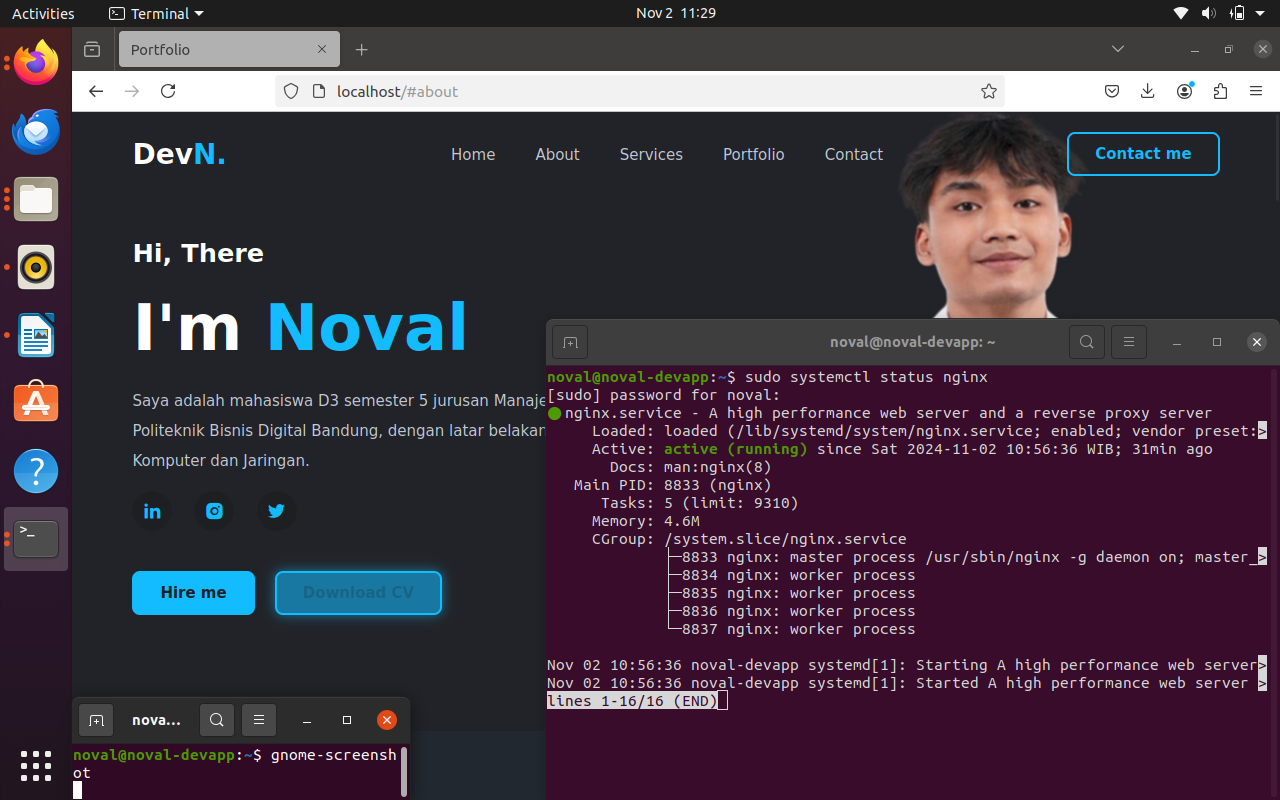 Activities Terminal Nov 2 11:29
Portfolio
localhost/#about
DevN. Home About Services Portfolio Contact Contact me
Hi, There
I'm Noval
Saya adalah mahasiswa D3 semester 5 jurusan Manaje
Politeknik Bisnis Digital Bandung, dengan latar belakan
Komputer dan Jaringan.
in
Hire me Download CV
noval@noval-devapp: ~
noval@noval-devapp:~$ sudo systemctl status nginx
[sudo] password for noval:
● nginx.service - A high performance web server and a reverse proxy server
Loaded: loaded (/lib/systemd/system/nginx.service; enabled; vendor preset:>
Active: active (running) since Sat 2024-11-02 10:56:36 WIB; 31min ago
Docs: man:nginx(8)
Main PID: 8833 (nginx)
Tasks: 5 (limit: 9310)
Memory: 4.6M
CGroup: /system.slice/nginx.service
├─8833 nginx: master process /usr/sbin/nginx -g daemon on; master_>
├─8834 nginx: worker process
├─8835 nginx: worker process
├─8836 nginx: worker process
└─8837 nginx: worker process
Nov 02 10:56:36 noval-devapp systemd[1]: Starting A high performance web server>
Nov 02 10:56:36 noval-devapp systemd[1]: Started A high performance web server >
lines 1-16/16 (END)
nova...
noval@noval-devapp:~$ gnome-screensh
ot